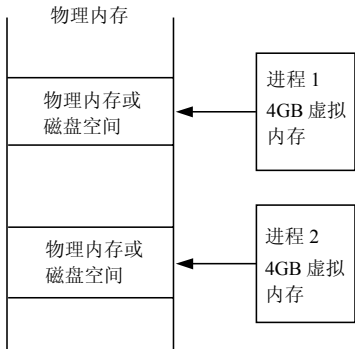 物理内存
物理内存或
磁盘空间
进程 1
4GB 虚拟
内存
物理内存或
磁盘空间
进程 2
4GB 虚拟
内存